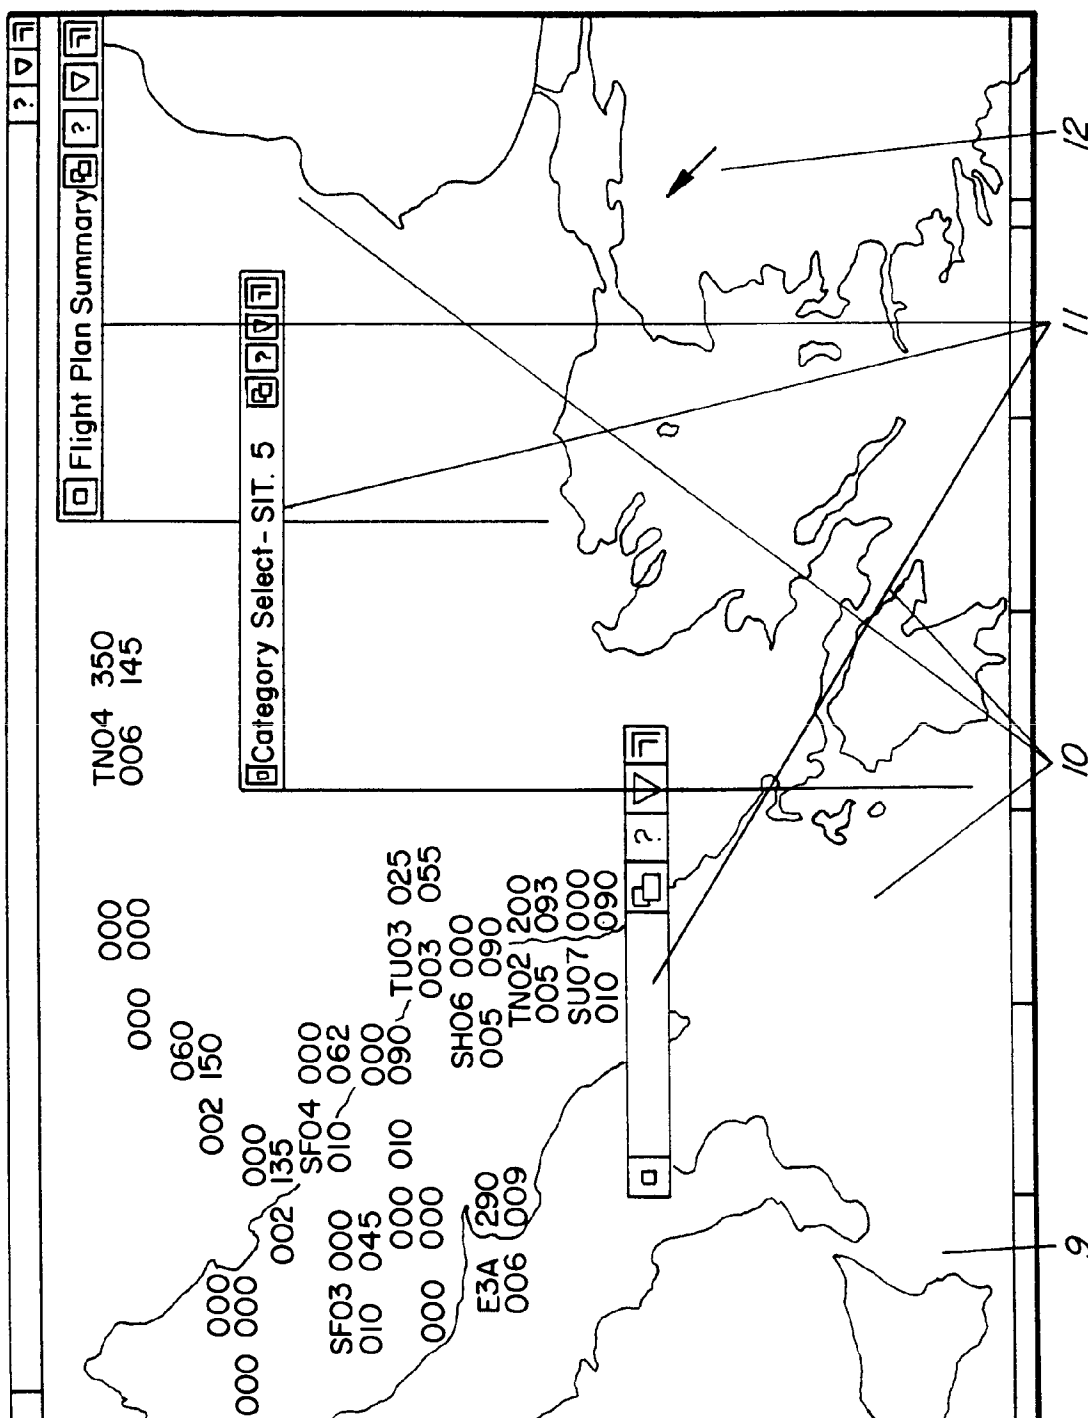 ?
Flight Plan Summary ?
TN04 350
006 145
000
000 000
060
002 150
000
000 000
Category Select- SIT. 5 ?
000
002 135
SF04 000
010 062
SF03 000
010 045
000
010 090
000
000 000
TU03 025
003 055
SH06 000
005 090
E3A 290
006 009
TN02 200
005 093
SU07 000
010 090
?
9
10
11
12